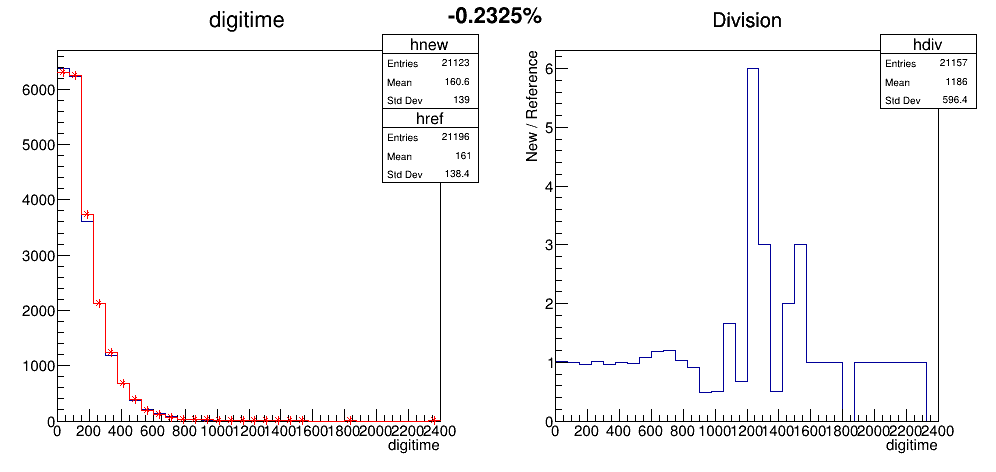 digitime
-0.2325%
Division
hnew
Entries 21123
Mean 160.6
Std Dev 139
href
Entries 21196
Mean 161
Std Dev 138.4
6000
5000
4000
3000
2000
1000
0
0 200 400 600 800 1000 1200 1400 1600 1800 2000 2200 2400
digitime
hdiv
Entries 21157
Mean 1186
Std Dev 596.4
New / Reference
6
5
4
3
2
1
0
0 200 400 600 800 1000 1200 1400 1600 1800 2000 2200 2400
digitime